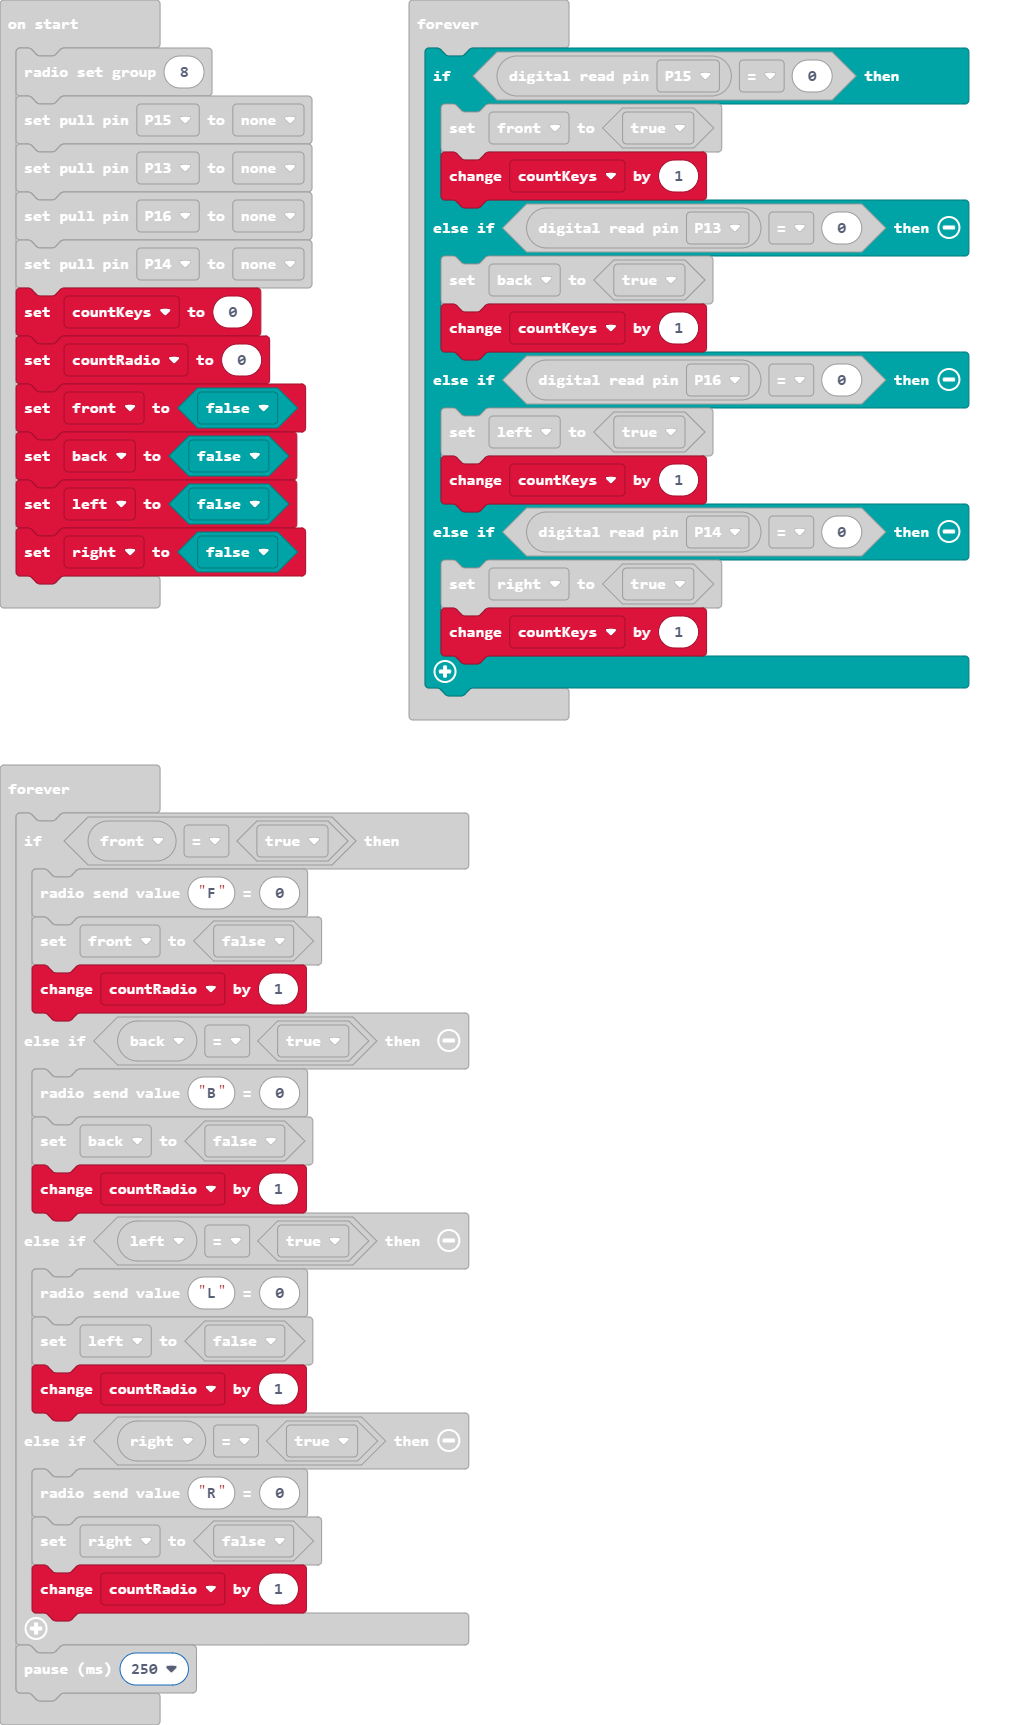 on start
radio set group 8
set pull pin P15 to none
set pull pin P13 to none
set pull pin P16 to none
set pull pin P14 to none
set countKeys to 0
set countRadio to 0
set front to false
set back to false
set left to false
set right to false
forever
if digital read pin P15 = 0 then
set front to true
change countKeys by 1
else if digital read pin P13 = 0 then
set back to true
change countKeys by 1
else if digital read pin P16 = 0 then
set left to true
change countKeys by 1
else if digital read pin P14 = 0 then
set right to true
change countKeys by 1
forever
if front = true then
radio send value "F" = 0
set front to false
change countRadio by 1
else if back = true then
radio send value "B" = 0
set back to false
change countRadio by 1
else if left = true then
radio send value "L" = 0
set left to false
change countRadio by 1
else if right = true then
radio send value "R" = 0
set right to false
change countRadio by 1
pause (ms) 250